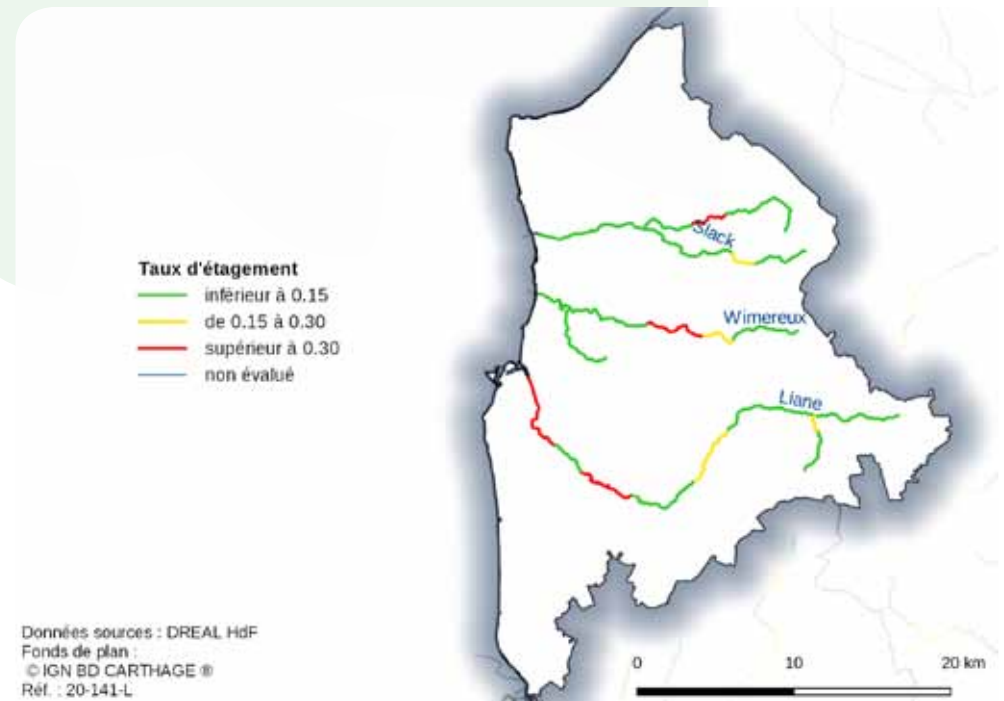 Slack
Taux d'étagement
inférieur à 0.15
de 0.15 à 0.30
supérieur à 0.30
non évalué
Wimereux
Liane
Données sources : DREAL HdF
Fonds de plan :
© IGN BD CARTHAGE ®
Réf. : 20-141-L
0 10 20 km